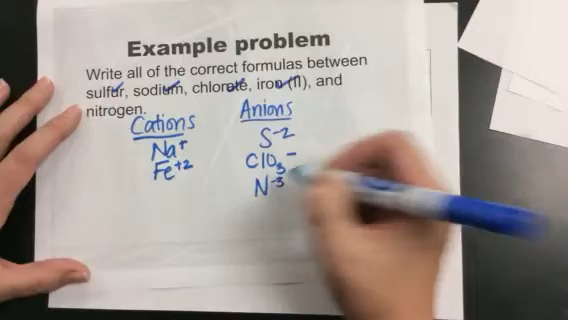 Example problem
Write all of the correct formulas between
sulfur, sodium, chlorate, iron (II), and
nitrogen.
Cations
Na+
Fe+2
Anions
S-2
ClO3-
N-3